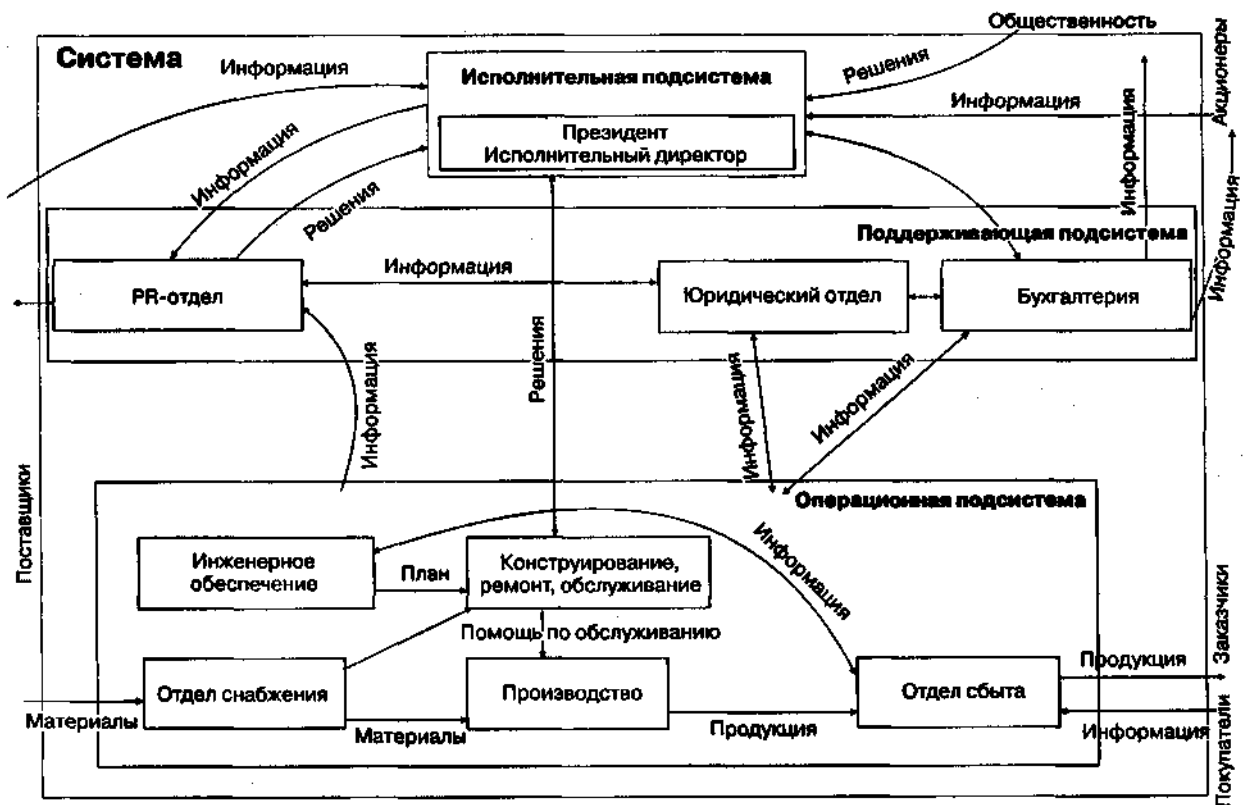 Общественность
Система
Информация
Исполнительная подсистема
Решения
Акционеры
Информация
Президент
Исполнительный директор
Информация
Информация
Решения
Поддерживающая подсистема
Информация
PR-отдел
Информация
Юридический отдел
Бухгалтерия
Решения
Информация
Информация
Информация
Поставщики
Операционная подсистема
Инженерное
обеспечение
План
Конструирование,
ремонт, обслуживание
Информация
Помощь по обслуживанию
Заказчики
Отдел снабжения
Производство
Отдел сбыта
Продукция
Материалы
Материалы
Продукция
Информация
Покупатели